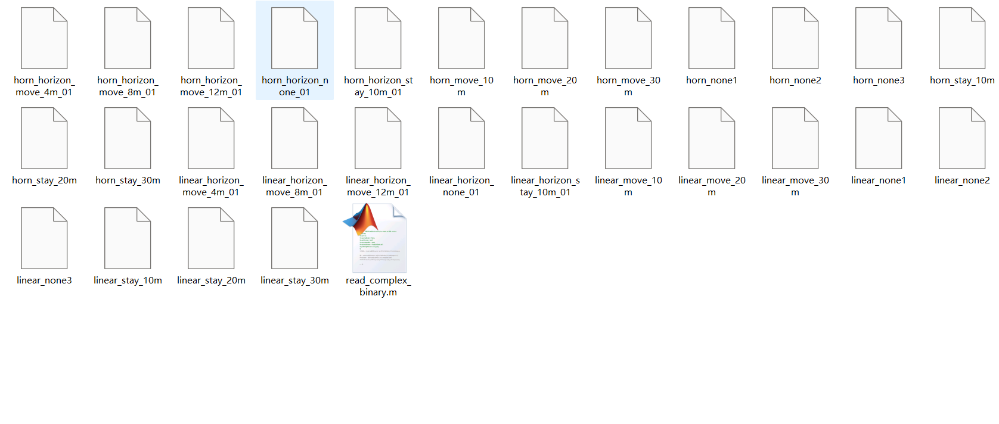 horn_horizon_
move_4m_01
horn_horizon_
move_8m_01
horn_horizon_
move_12m_01
horn_horizon_n
one_01
horn_horizon_st
ay_10m_01
horn_move_10
m
horn_move_20
m
horn_move_30
m
horn_none1
horn_none2
horn_none3
horn_stay_10m
horn_stay_20m
horn_stay_30m
linear_horizon_
move_4m_01
linear_horizon_
move_8m_01
linear_horizon_
move_12m_01
linear_horizon_
none_01
linear_horizon_s
tay_10m_01
linear_move_10
m
linear_move_20
m
linear_move_30
m
linear_none1
linear_none2
linear_none3
linear_stay_10m
linear_stay_20m
linear_stay_30m
read_complex_
binary.m